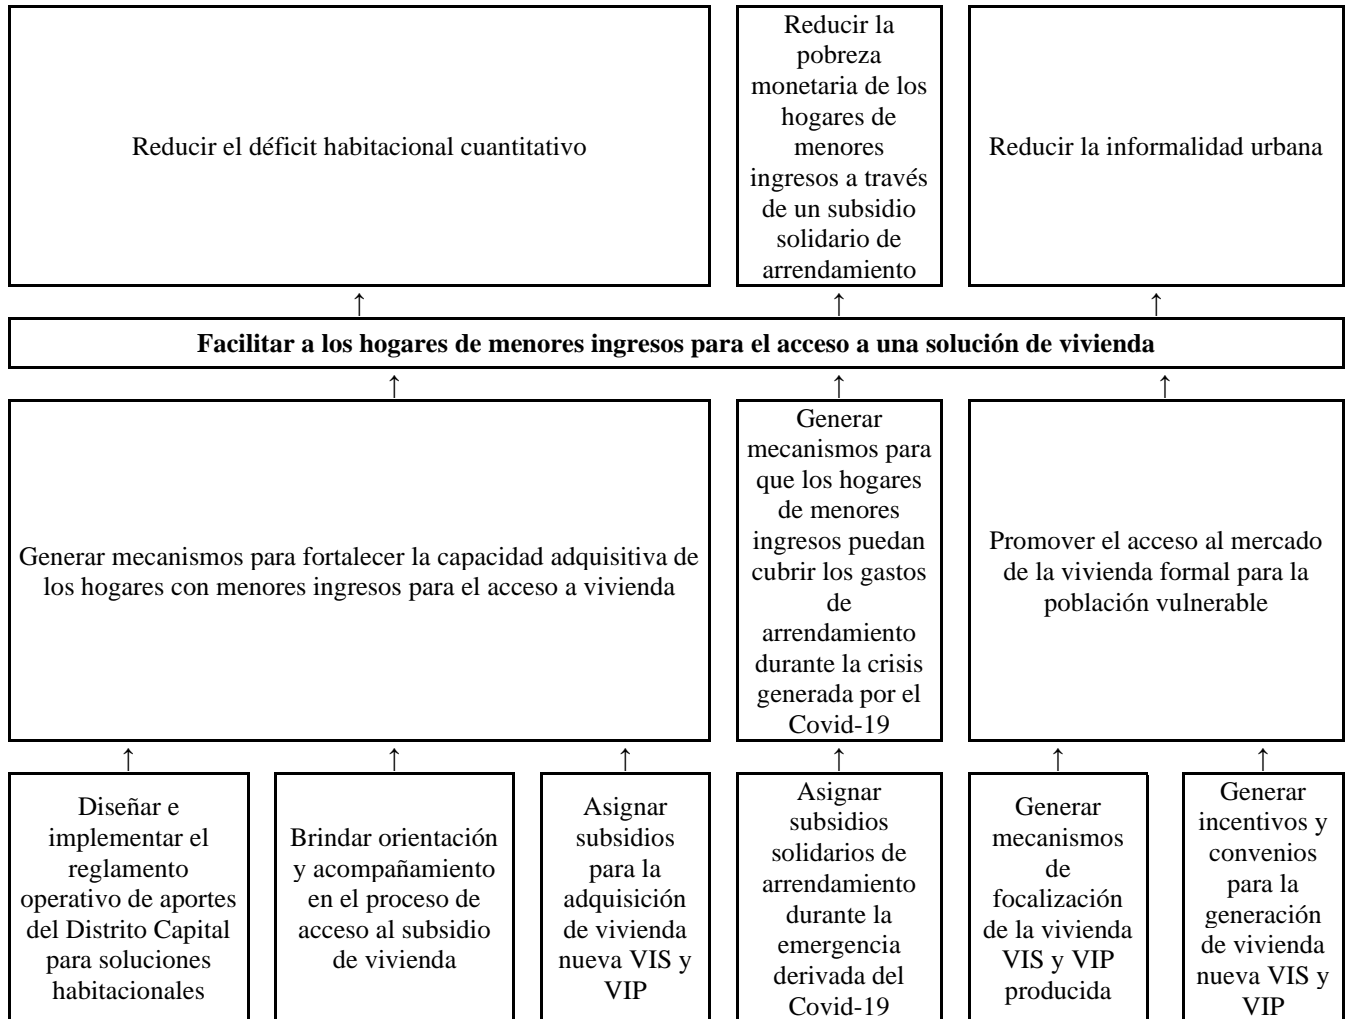 Reducir el déficit habitacional cuantitativo
Reducir la
pobreza
monetaria de los
hogares de
menores
ingresos a través
de un subsidio
solidario de
arrendamiento
Reducir la informalidad urbana
↑ ↑ ↑
Facilitar a los hogares de menores ingresos para el acceso a una solución de vivienda
↑ ↑ ↑
Generar mecanismos para fortalecer la capacidad adquisitiva de
los hogares con menores ingresos para el acceso a vivienda
Generar
mecanismos para
que los hogares
de menores
ingresos puedan
cubrir los gastos
de
arrendamiento
durante la crisis
generada por el
Covid-19
Promover el acceso al mercado
de la vivienda formal para la
población vulnerable
↑ ↑ ↑ ↑ ↑ ↑
Diseñar e
implementar el
reglamento
operativo de aportes
del Distrito Capital
para soluciones
habitacionales
Brindar orientación
y acompañamiento
en el proceso de
acceso al subsidio
de vivienda
Asignar
subsidios
para la
adquisición
de vivienda
nueva VIS y
VIP
Asignar
subsidios
solidarios de
arrendamiento
durante la
emergencia
derivada del
Covid-19
Generar
mecanismos
de
focalización
de la vivienda
VIS y VIP
producida
Generar
incentivos y
convenios
para la
generación
de vivienda
nueva VIS y
VIP